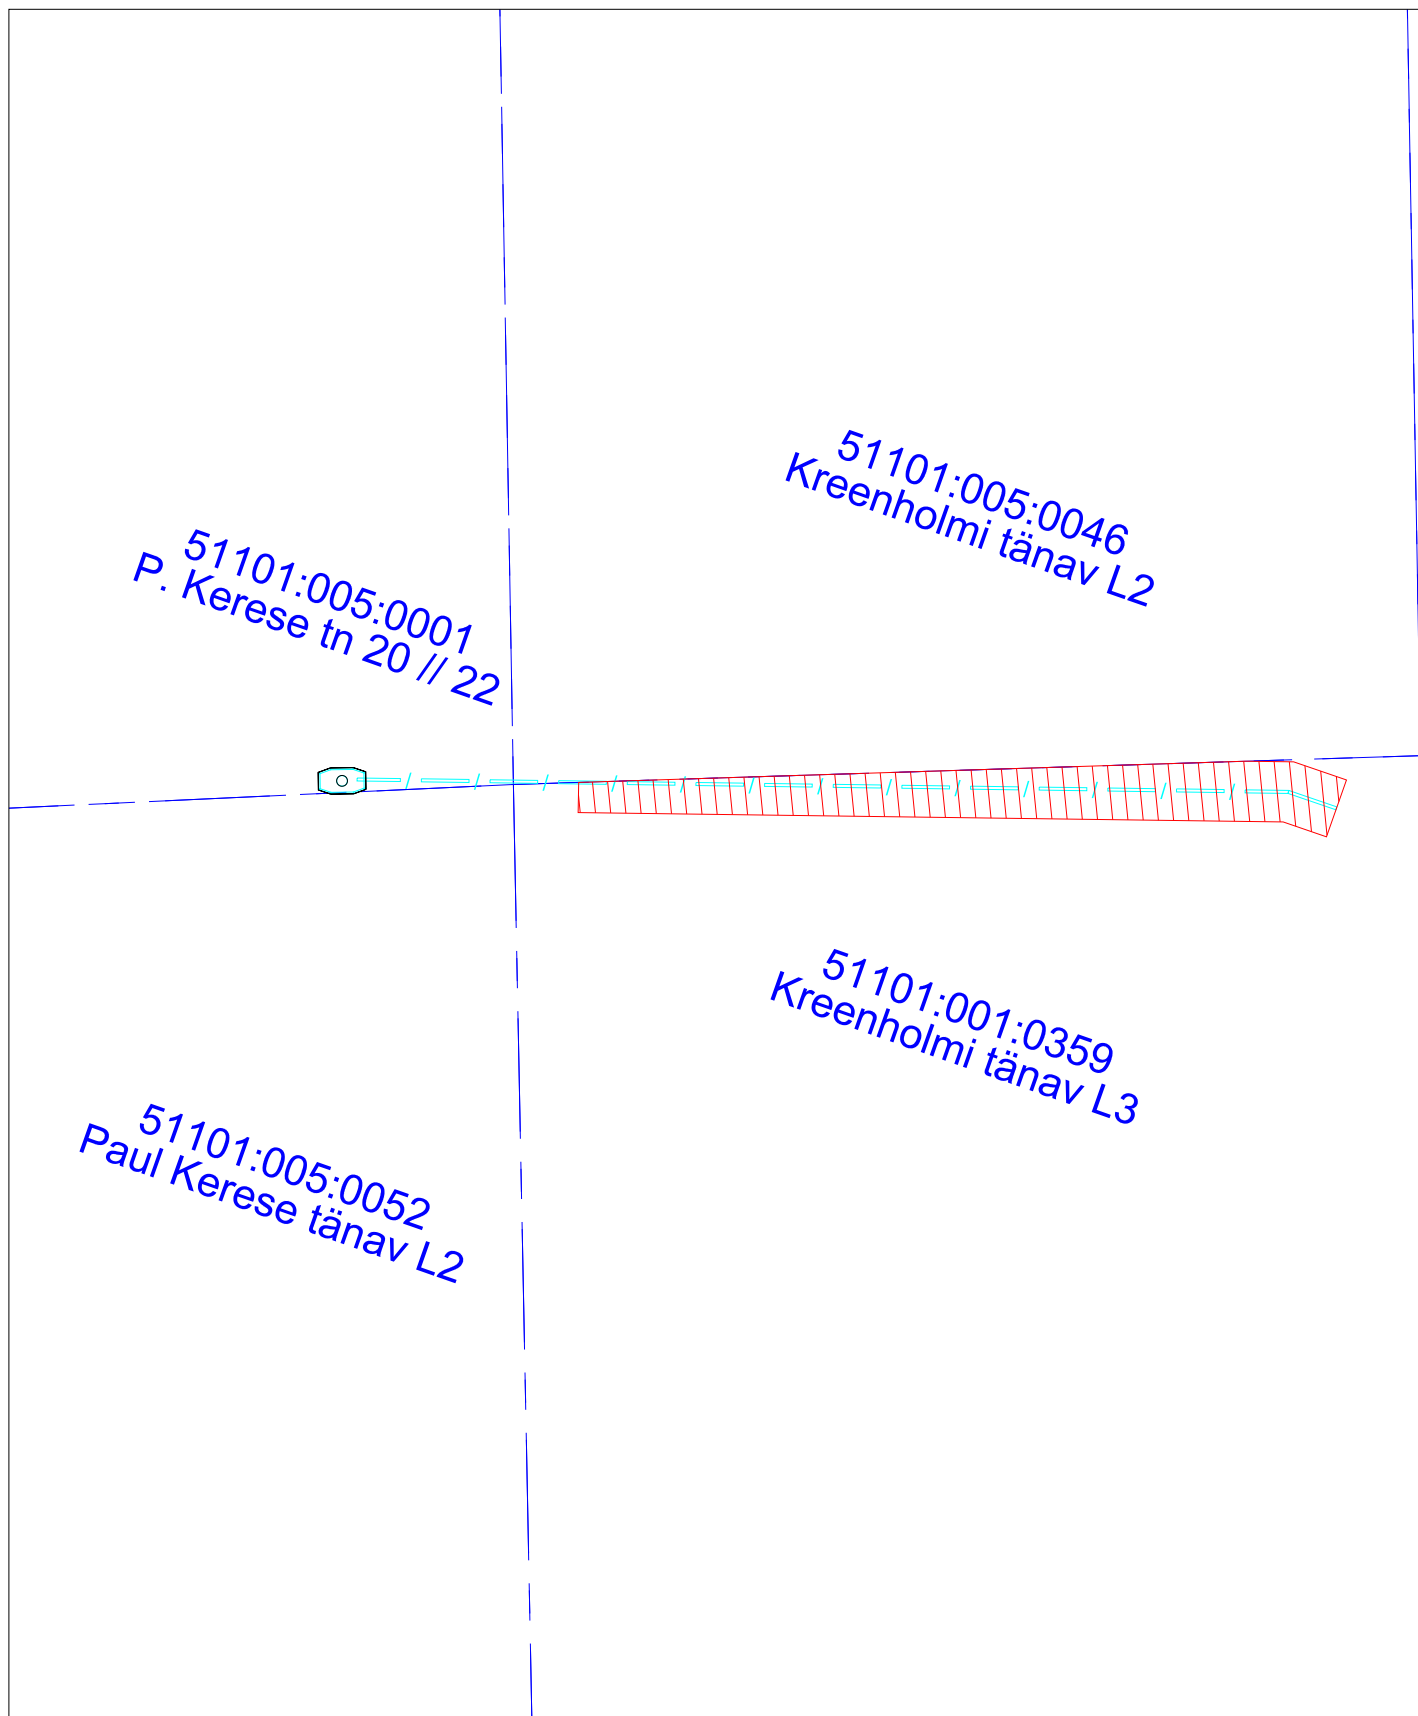 51101:005:0046
Kreenholmi tänav L2
51101:005:0001
P. Kerese tn 20 // 22
51101:001:0359
Kreenholmi tänav L3
51101:005:0052
Paul Kerese tänav L2